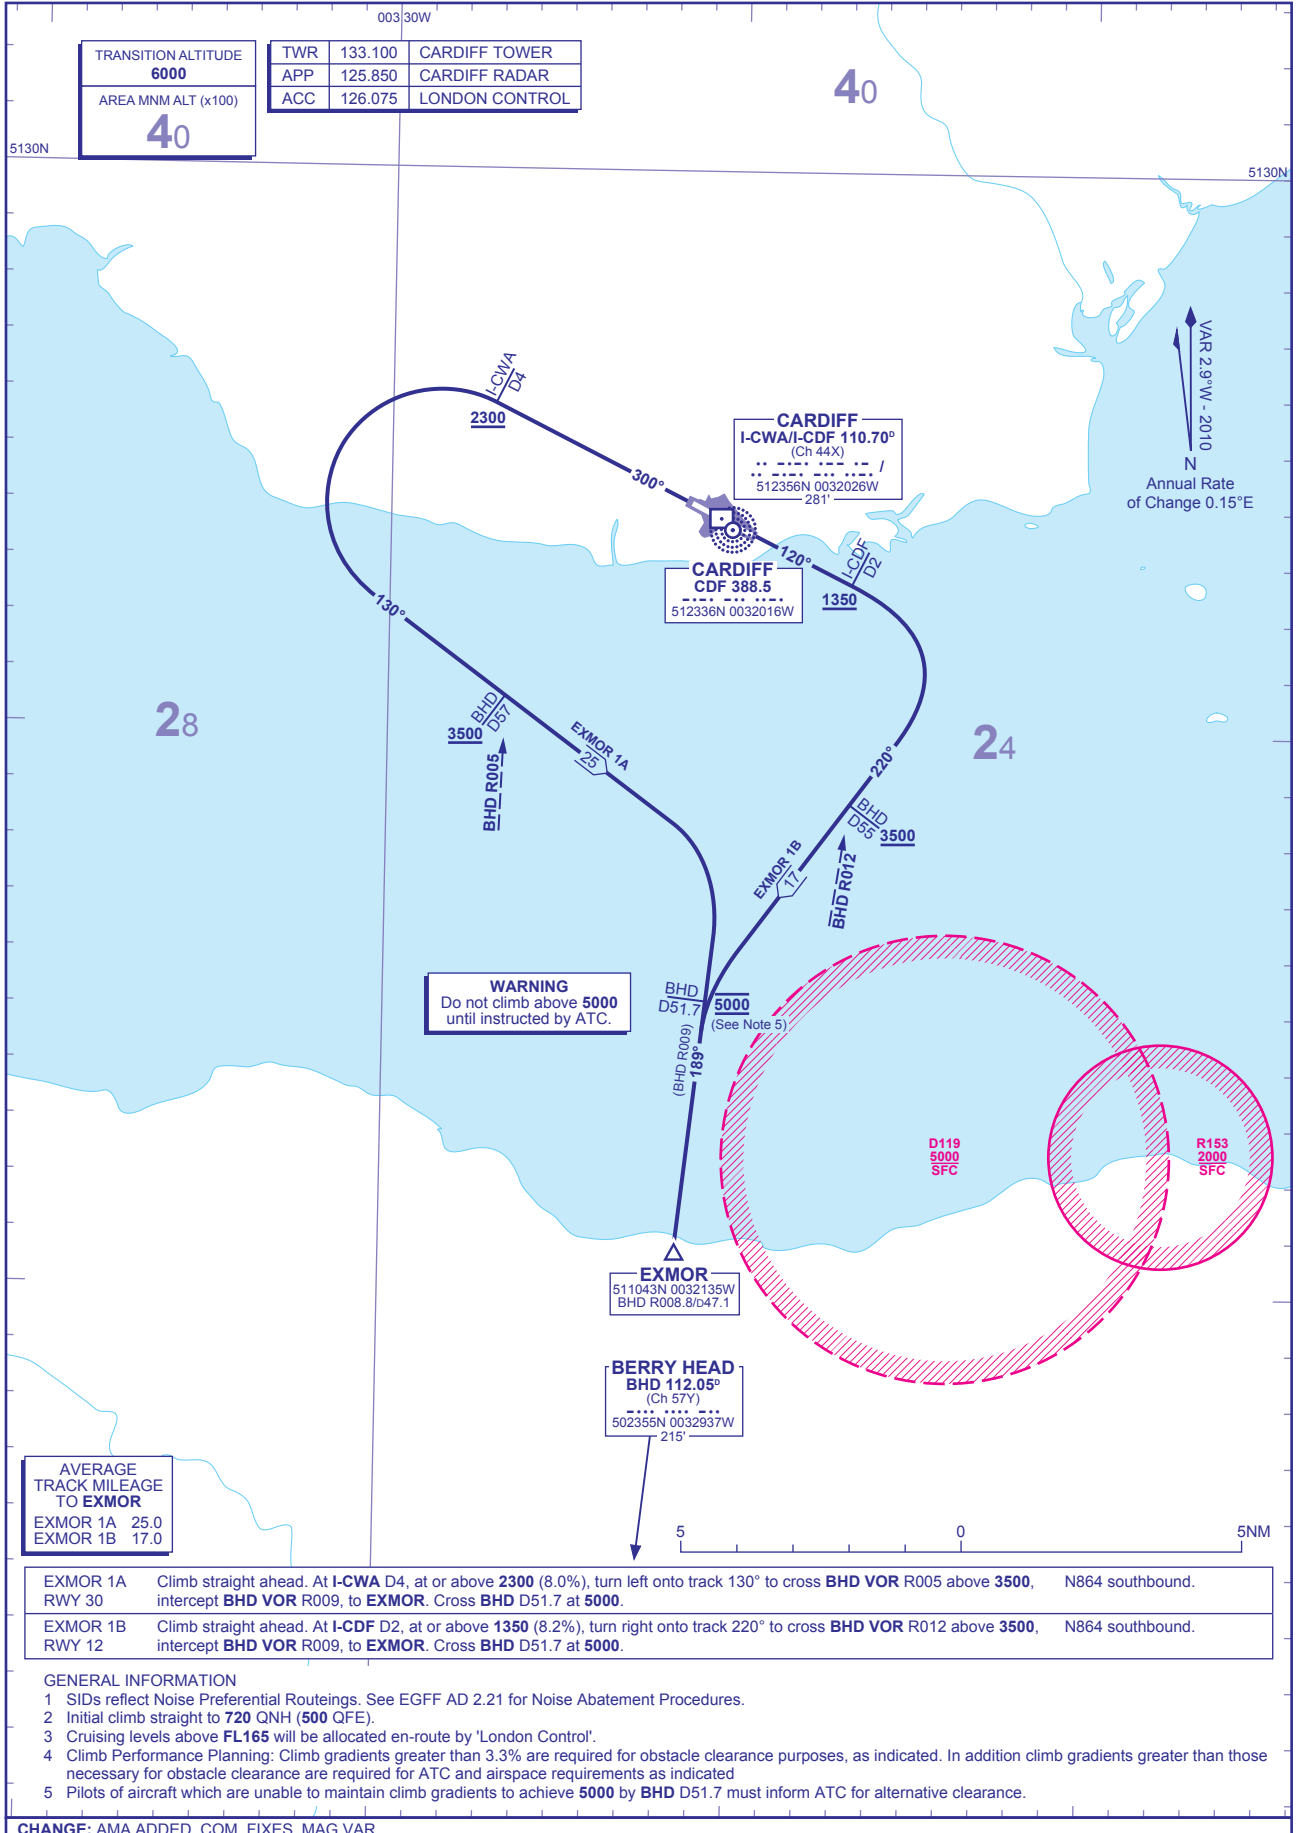 003 30W
TRANSITION ALTITUDE
6000
AREA MNM ALT (x100)
40
TWR 133.100 CARDIFF TOWER
APP 125.850 CARDIFF RADAR
ACC 126.075 LONDON CONTROL
40
5130N
5130N
VAR 2.9°W - 2010
N
Annual Rate
of Change 0.15°E
I-CWA
D4
2300
300°
CARDIFF
I-CWA/I-CDF 110.70D
(Ch 44X)
·· −·−· ·−− ·− /
·· −·−· −·· ··−·
512356N 0032026W
281'
CARDIFF
CDF 388.5
−·−· −·· ··−·
512336N 0032016W
120°
I-CDF
D2
1350
130°
28
24
BHD
D57
3500
BHD R005
EXMOR 1A
25
220°
BHD
D55
3500
EXMOR 1B
17
BHD R012
WARNING
Do not climb above 5000
until instructed by ATC.
BHD
D51.7
5000
(See Note 5)
(BHD R009)
189°
D119
5000
SFC
R153
2000
SFC
EXMOR
511043N 0032135W
BHD R008.8/D47.1
BERRY HEAD
BHD 112.05D
(Ch 57Y)
−··· ···· −··
502355N 0032937W
215'
AVERAGE
TRACK MILEAGE
TO EXMOR
EXMOR 1A 25.0
EXMOR 1B 17.0
5 0 5NM
EXMOR 1A Climb straight ahead. At I-CWA D4, at or above 2300 (8.0%), turn left onto track 130° to cross BHD VOR R005 above 3500, N864 southbound.
RWY 30 intercept BHD VOR R009, to EXMOR. Cross BHD D51.7 at 5000.
EXMOR 1B Climb straight ahead. At I-CDF D2, at or above 1350 (8.2%), turn right onto track 220° to cross BHD VOR R012 above 3500, N864 southbound.
RWY 12 intercept BHD VOR R009, to EXMOR. Cross BHD D51.7 at 5000.
GENERAL INFORMATION
1 SIDs reflect Noise Preferential Routeings. See EGFF AD 2.21 for Noise Abatement Procedures.
2 Initial climb straight to 720 QNH (500 QFE).
3 Cruising levels above FL165 will be allocated en-route by 'London Control'.
4 Climb Performance Planning: Climb gradients greater than 3.3% are required for obstacle clearance purposes, as indicated. In addition climb gradients greater than those
necessary for obstacle clearance are required for ATC and airspace requirements as indicated
5 Pilots of aircraft which are unable to maintain climb gradients to achieve 5000 by BHD D51.7 must inform ATC for alternative clearance.
CHANGE: AMA ADDED. COM. FIXES. MAG VAR